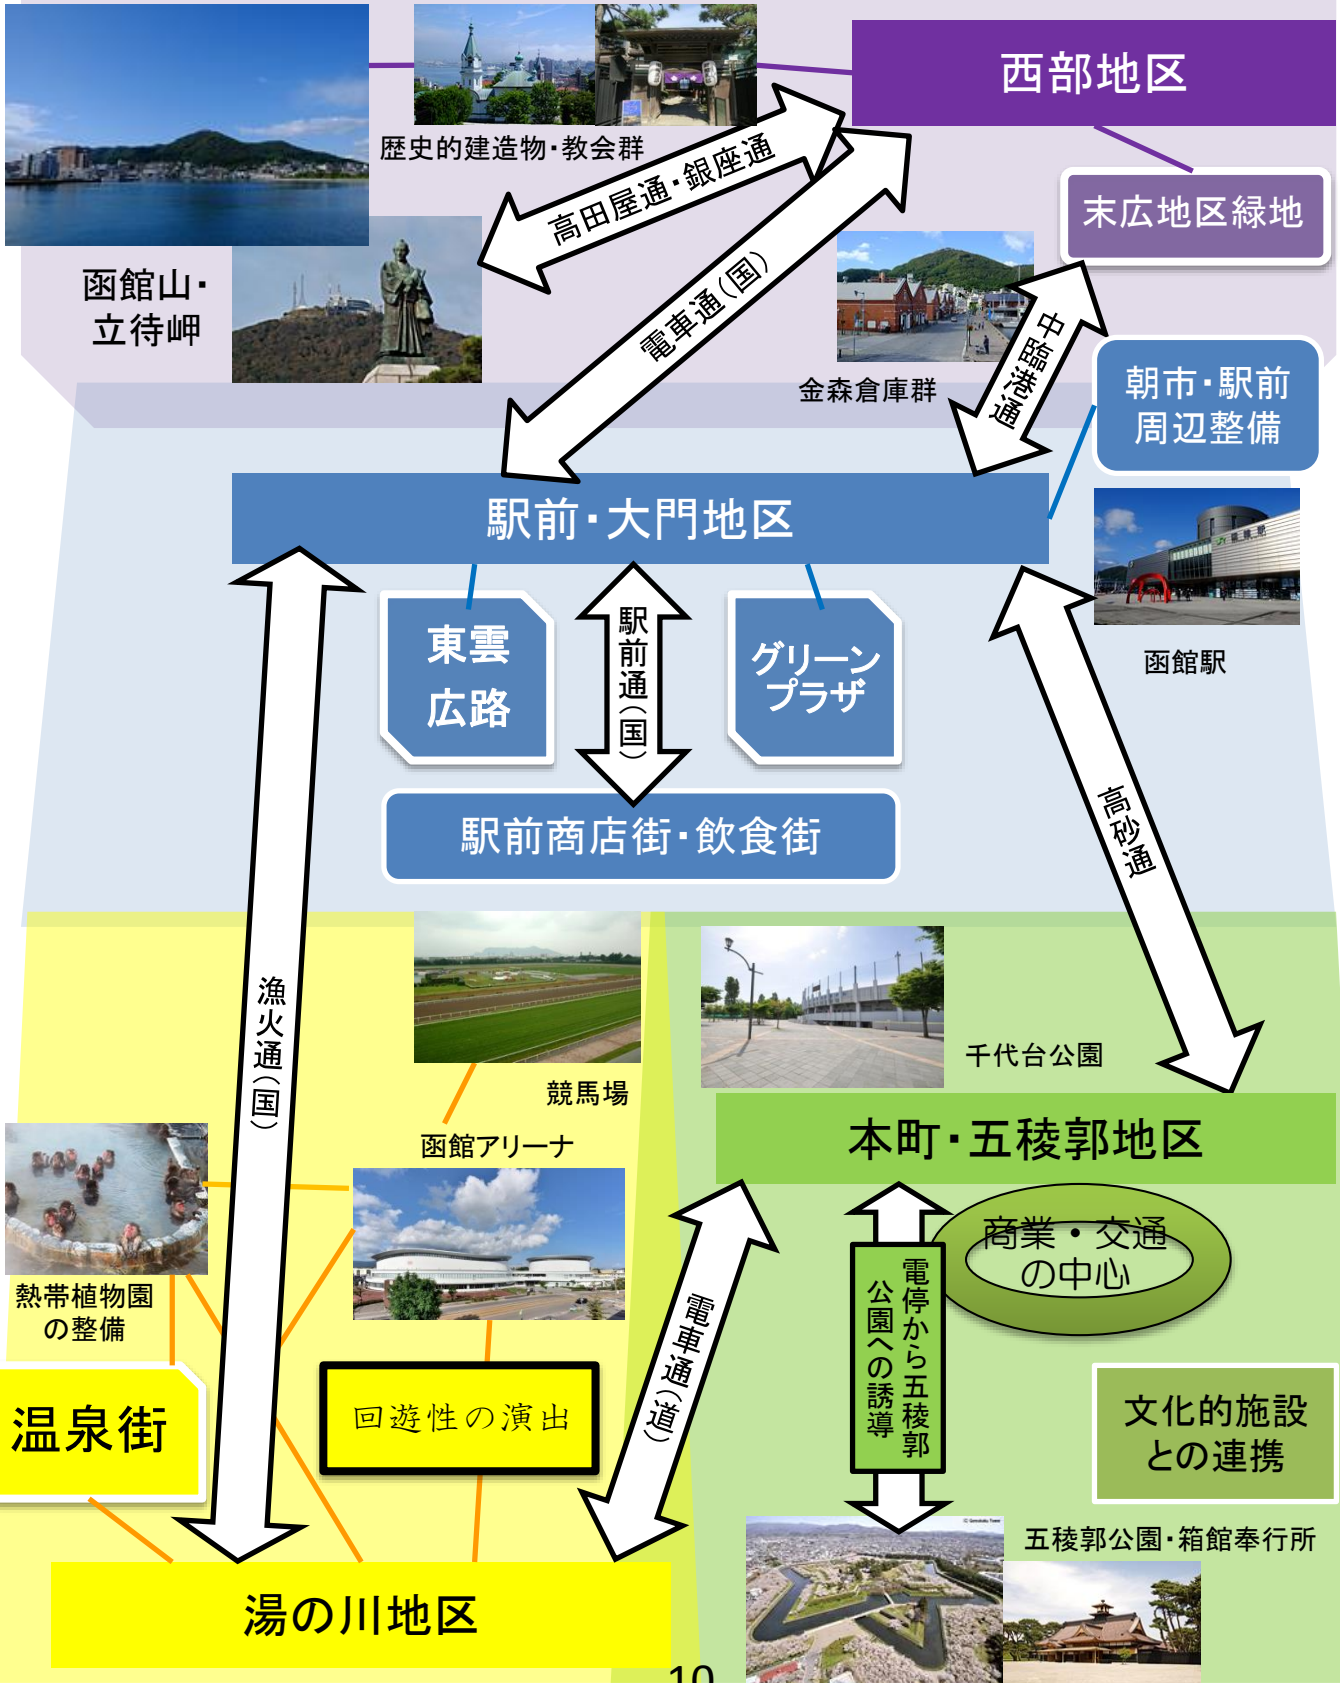 西部地区
歴史的建造物・教会群
高田屋通・銀座通
末広地区緑地
函館山・
立待岬
電車通(国)
中臨港通
金森倉庫群
朝市・駅前
周辺整備
駅前・大門地区
函館駅
東雲
広路
駅前通(国)
グリーン
プラザ
駅前商店街・飲食街
高砂通
漁火通(国)
競馬場
千代台公園
函館アリーナ
本町・五稜郭地区
商業・交通
の中心
熱帯植物園
の整備
電車通(道)
電停から五稜郭
公園への誘導
温泉街
回遊性の演出
文化的施設
との連携
五稜郭公園・箱館奉行所
湯の川地区
10